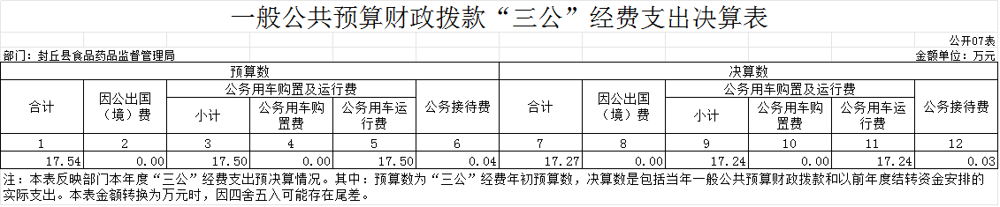 一般公共预算财政拨款“三公”经费支出决算表
公开07表
部门：封丘县食品药品监督管理局 金额单位：万元
预算数 决算数
合计 因公出国（境）费 公务用车购置及运行费 公务接待费 合计 因公出国（境）费 公务用车购置及运行费 公务接待费
小计 公务用车购置费 公务用车运行费 小计 公务用车购置费 公务用车运行费
1 2 3 4 5 6 7 8 9 10 11 12
17.54 0.00 17.50 0.00 17.50 0.04 17.27 0.00 17.24 0.00 17.24 0.03
注：本表反映部门本年度“三公”经费支出预决算情况。其中：预算数为“三公”经费年初预算数，决算数是包括当年一般公共预算财政拨款和以前年度结转资金安排的
实际支出。本表金额转换为万元时，因四舍五入可能存在尾差。